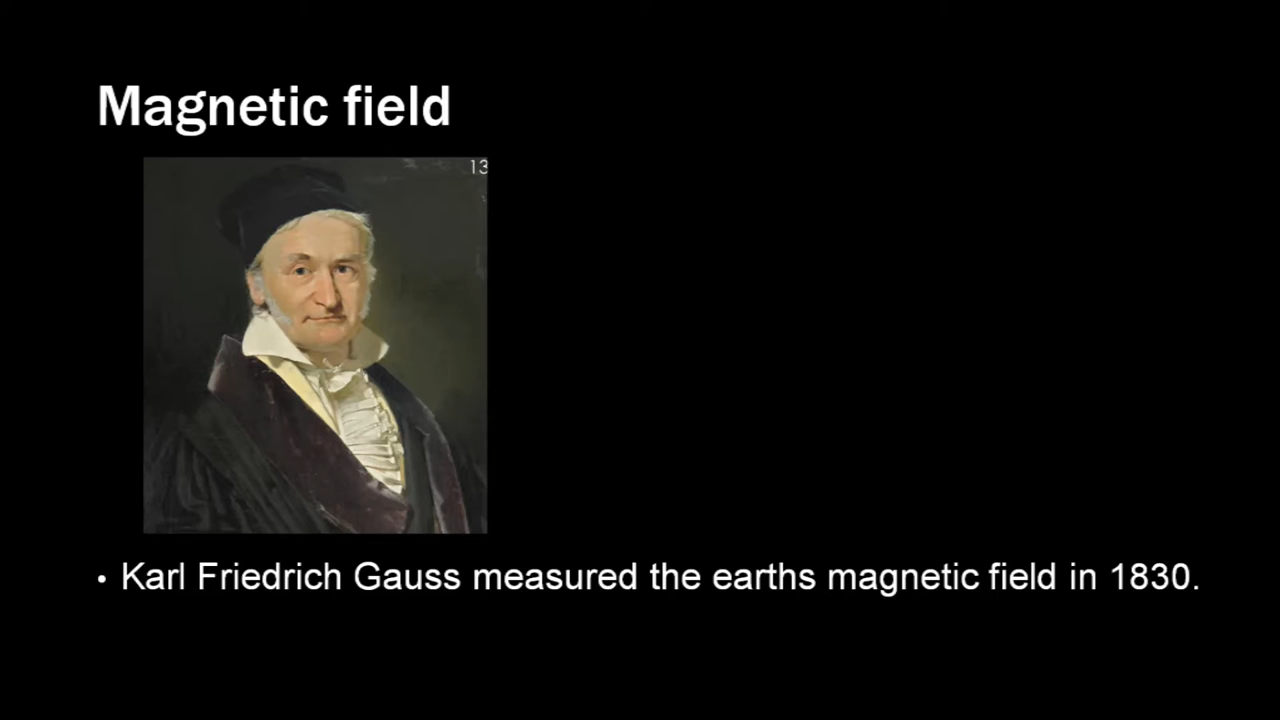 Magnetic field
13
• Karl Friedrich Gauss measured the earths magnetic field in 1830.